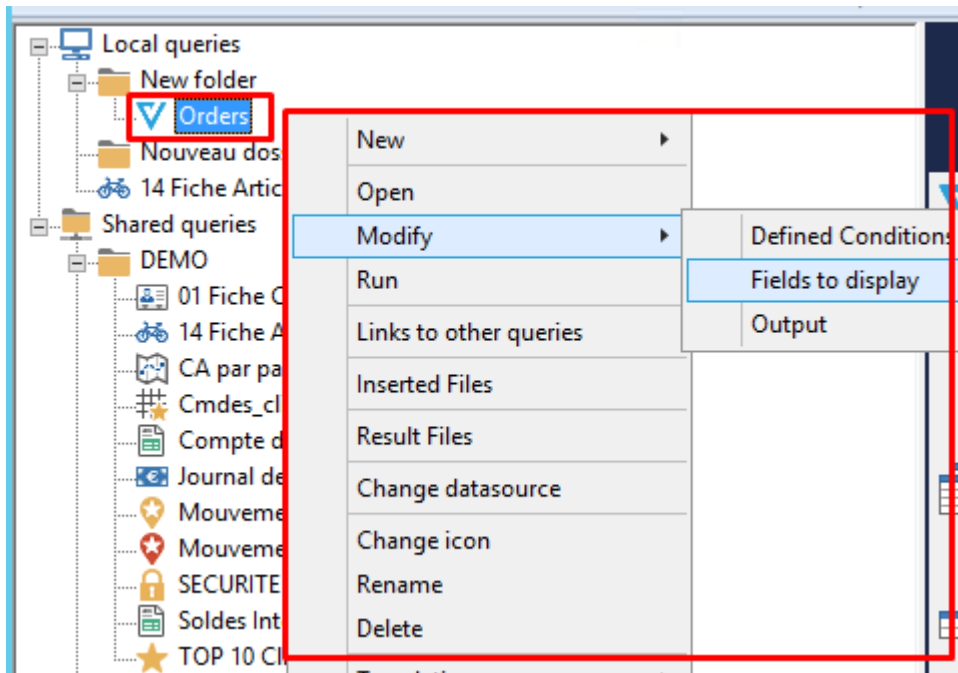 Local queries
New folder
Orders
Nouveau dos
14 Fiche Artic
Shared queries
DEMO
01 Fiche C
14 Fiche A
CA par pa
Cmdes_cl
Compte d
Journal de
Mouveme
Mouveme
SECURITE
Soldes Int
TOP 10 Cl
New
Open
Modify
Run
Links to other queries
Inserted Files
Result Files
Change datasource
Change icon
Rename
Delete
Defined Conditions
Fields to display
Output